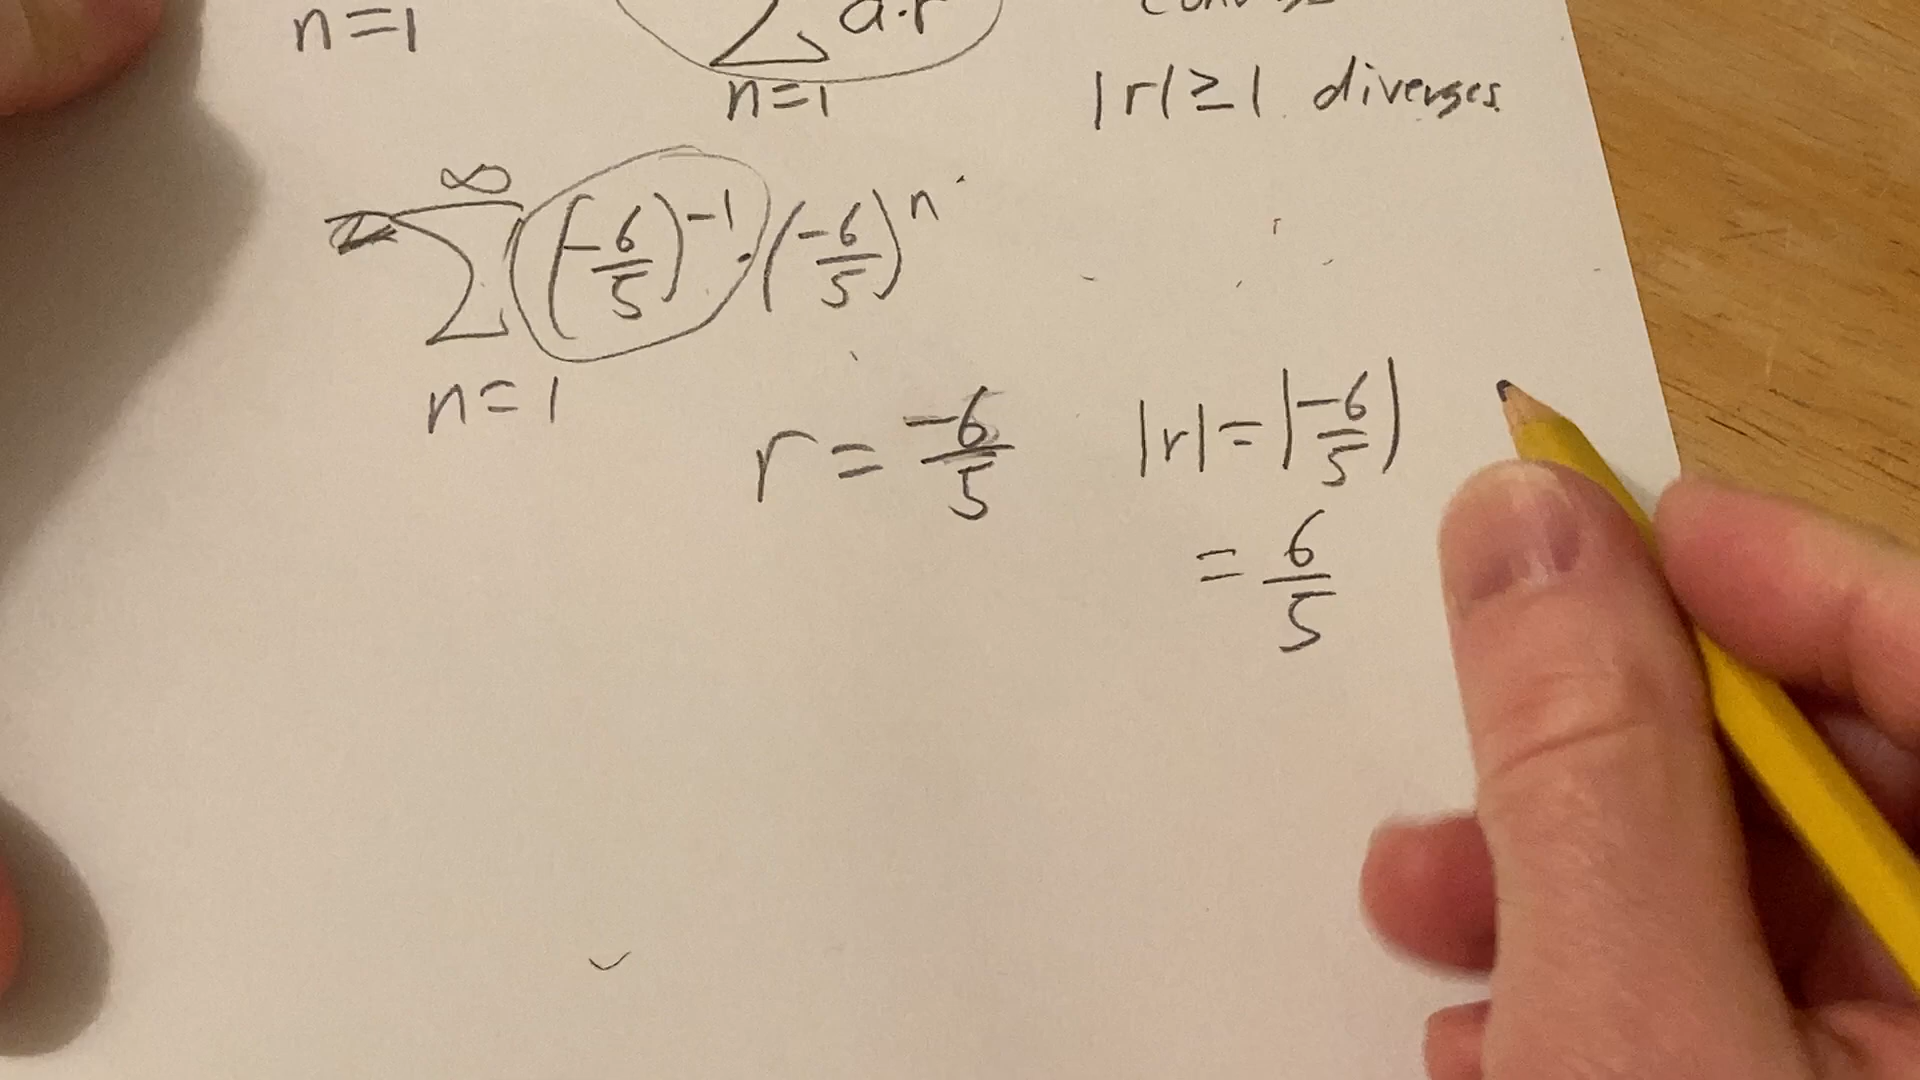 n=1 ∑ a·r
n=1 |r|≥1 diverges
∞
∑ (-6/5)^-1 · (-6/5)^n
n=1
r = -6/5 |r| = |-6/5|
= 6/5